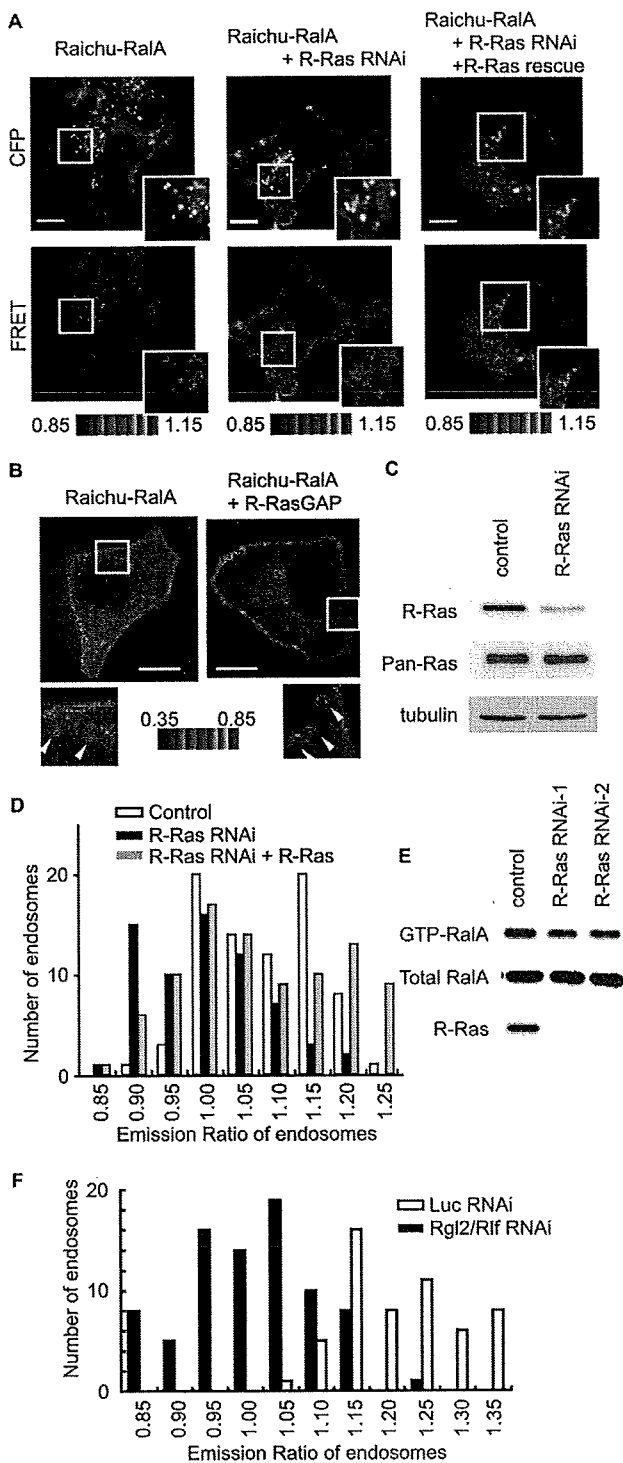 A
Raichu-RalA
Raichu-RalA
+ R-Ras RNAi
Raichu-RalA
+ R-Ras RNAi
+R-Ras rescue
CFP
FRET
0.85 1.15
0.85 1.15
0.85 1.15
B
Raichu-RalA
Raichu-RalA
+ R-RasGAP
0.35 0.85
C
control
R-Ras RNAi
R-Ras
Pan-Ras
tubulin
D
Control
R-Ras RNAi
R-Ras RNAi + R-Ras
Number of endosomes
20
10
0
0.85 0.90 0.95 1.00 1.05 1.10 1.15 1.20 1.25
Emission Ratio of endosomes
E
control
R-Ras RNAi-1
R-Ras RNAi-2
GTP-RalA
Total RalA
R-Ras
F
Luc RNAi
Rgl2/Rlf RNAi
Number of endosomes
20
10
0
0.85 0.90 0.95 1.00 1.05 1.10 1.15 1.20 1.25 1.30 1.35
Emission Ratio of endosomes